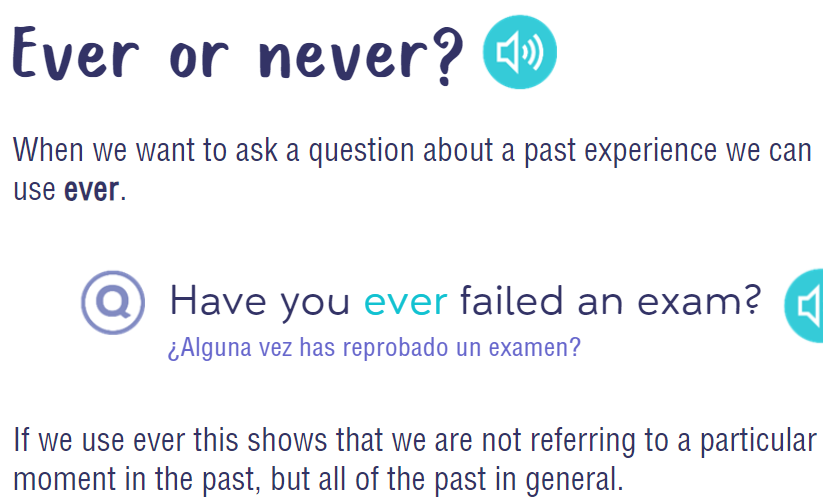 Ever or never?
When we want to ask a question about a past experience we can
use ever.
Q Have you ever failed an exam?
¿Alguna vez has reprobado un examen?
If we use ever this shows that we are not referring to a particular
moment in the past, but all of the past in general.